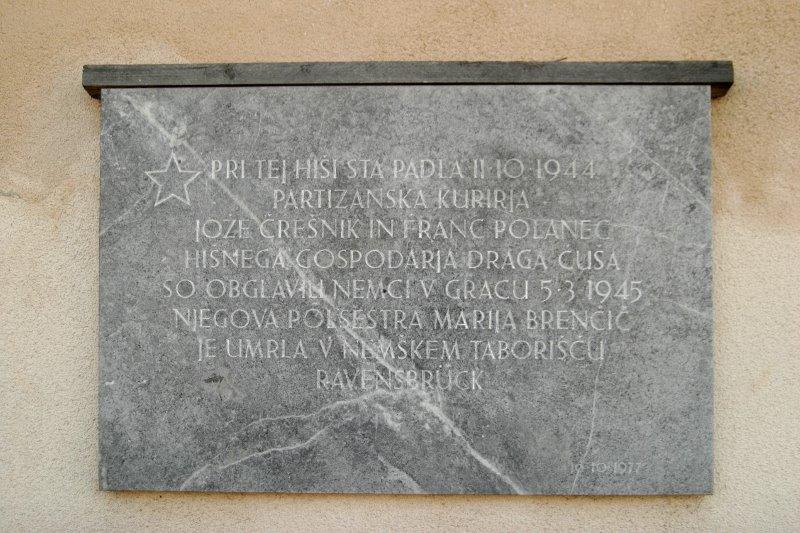 PRI TEJ HIŠI STA PADLA 11·10·1944
PARTIZANSKA KURIRJA
JOŽE ČREŠNIK IN FRANC POLANEC
HIŠNEGA GOSPODARJA DRAGA ČUŠA
SO OBGLAVILI NEMCI V GRACU 5·3·1945
NJEGOVA POLSESTRA MARIJA BRENČIČ
JE UMRLA V NEMŠKEM TABORIŠČU
RAVENSBRÜCK